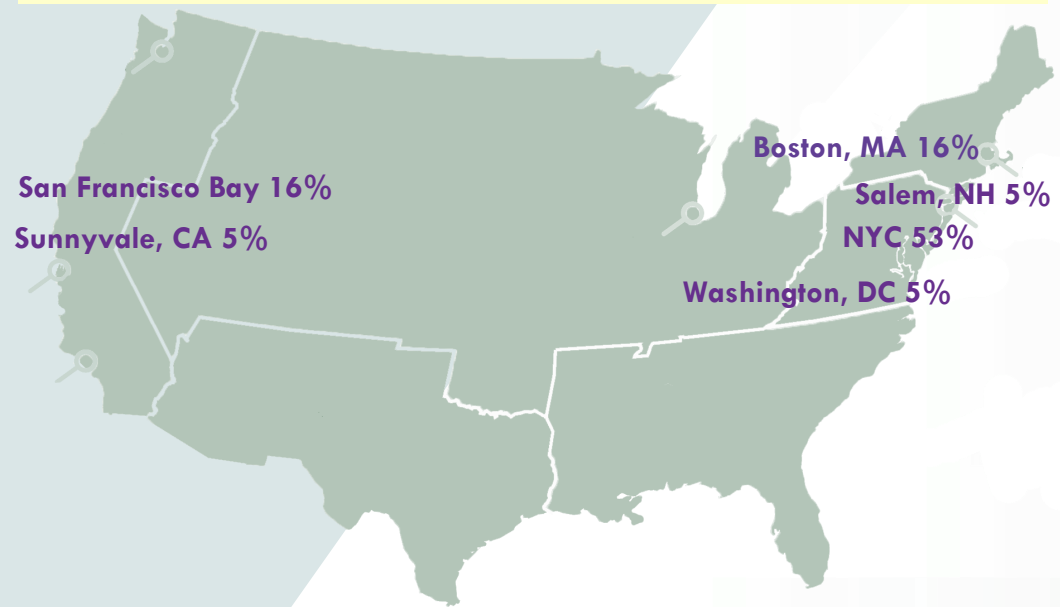 Boston, MA 16%
San Francisco Bay 16%
Salem, NH 5%
Sunnyvale, CA 5%
NYC 53%
Washington, DC 5%